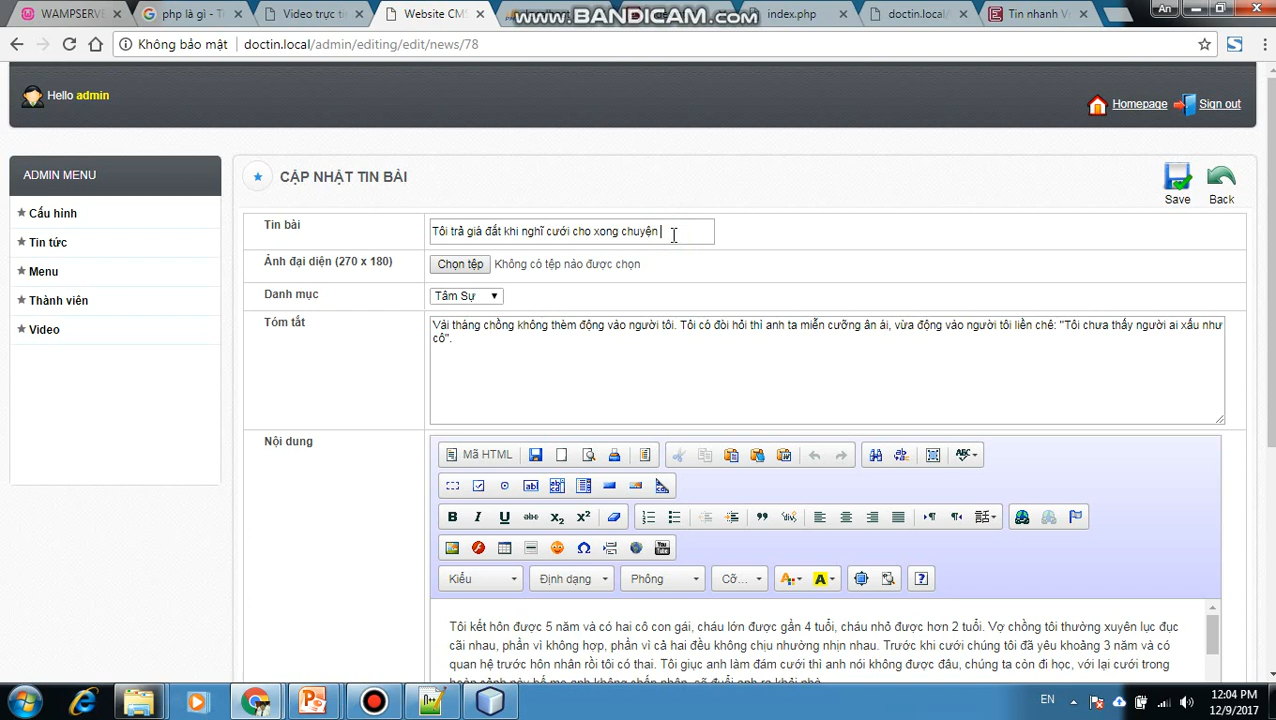 WAMPSERVE
php là gì - Tì
Video trực tı
Website CM
www.BANDICAM.com
index.php
doctin.local/
Tin nhanh V
An
Không bảo mật
doctin.local/admin/editing/edit/news/78
Hello admin
Homepage
Sign out
ADMIN MENU
Cấu hình
Tin tức
Menu
Thành viên
Video
CẬP NHẬT TIN BÀI
Save
Back
Tin bài
Tôi trả giá đắt khi nghĩ cưới cho xong chuyện
Ảnh đại diện (270 x 180)
Chọn tệp
Không có tệp nào được chọn
Danh mục
Tâm Sự
Tóm tắt
Vài tháng chồng không thèm động vào người tôi. Tôi có đòi hỏi thì anh ta miễn cưỡng ân ái, vừa động vào người tôi liền chê: "Tôi chưa thấy người ai xấu như
cô".
Nội dung
Mã HTML
Kiểu
Định dạng
Phông
Cỡ...
Tôi kết hôn được 5 năm và có hai cô con gái, cháu lớn được gần 4 tuổi, cháu nhỏ được hơn 2 tuổi. Vợ chồng tôi thường xuyên lục đục
cãi nhau, phần vì không hợp, phần vì cả hai đều không chịu nhường nhịn nhau. Trước khi cưới chúng tôi đã yêu khoảng 3 năm và có
quan hệ trước hôn nhân rồi tôi có thai. Tôi giục anh làm đám cưới thì anh nói không được đâu, chúng ta còn đi học, với lại cưới trong
EN
12:04 PM
12/9/2017